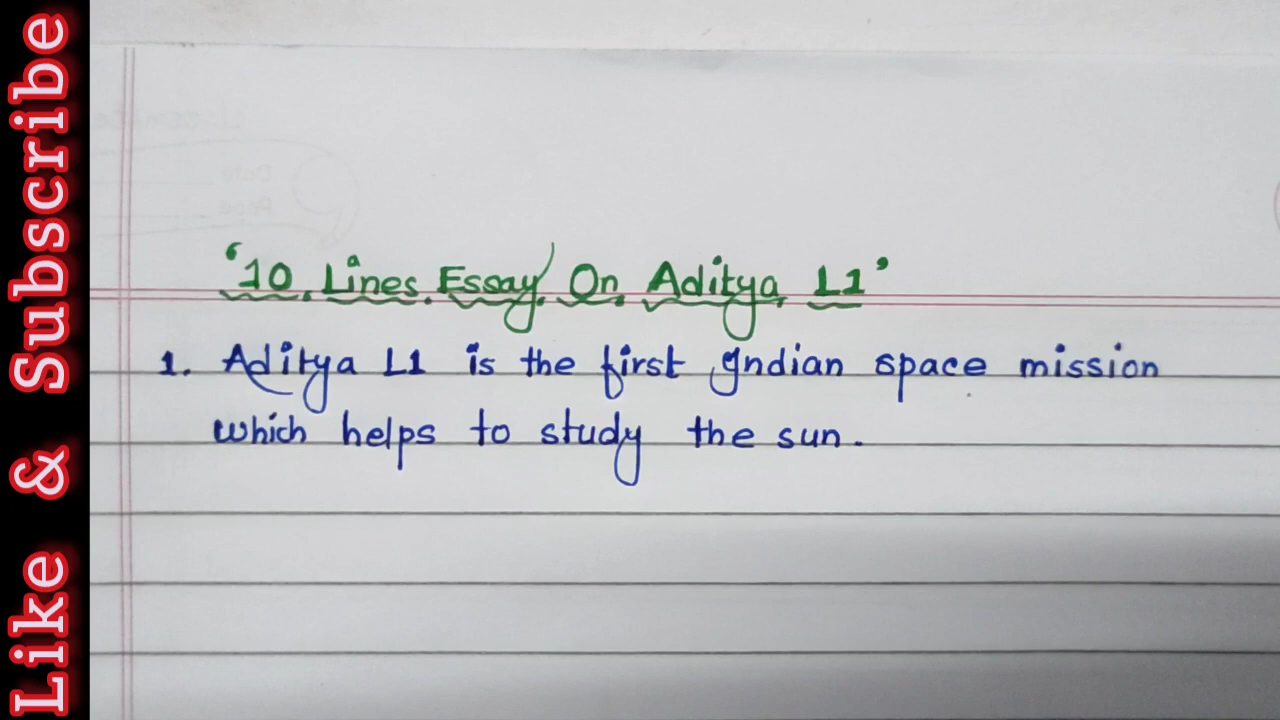 Like & Subscribe
'10 Lines Essay On Aditya L1'
1. Aditya L1 is the first Indian space mission
which helps to study the sun.